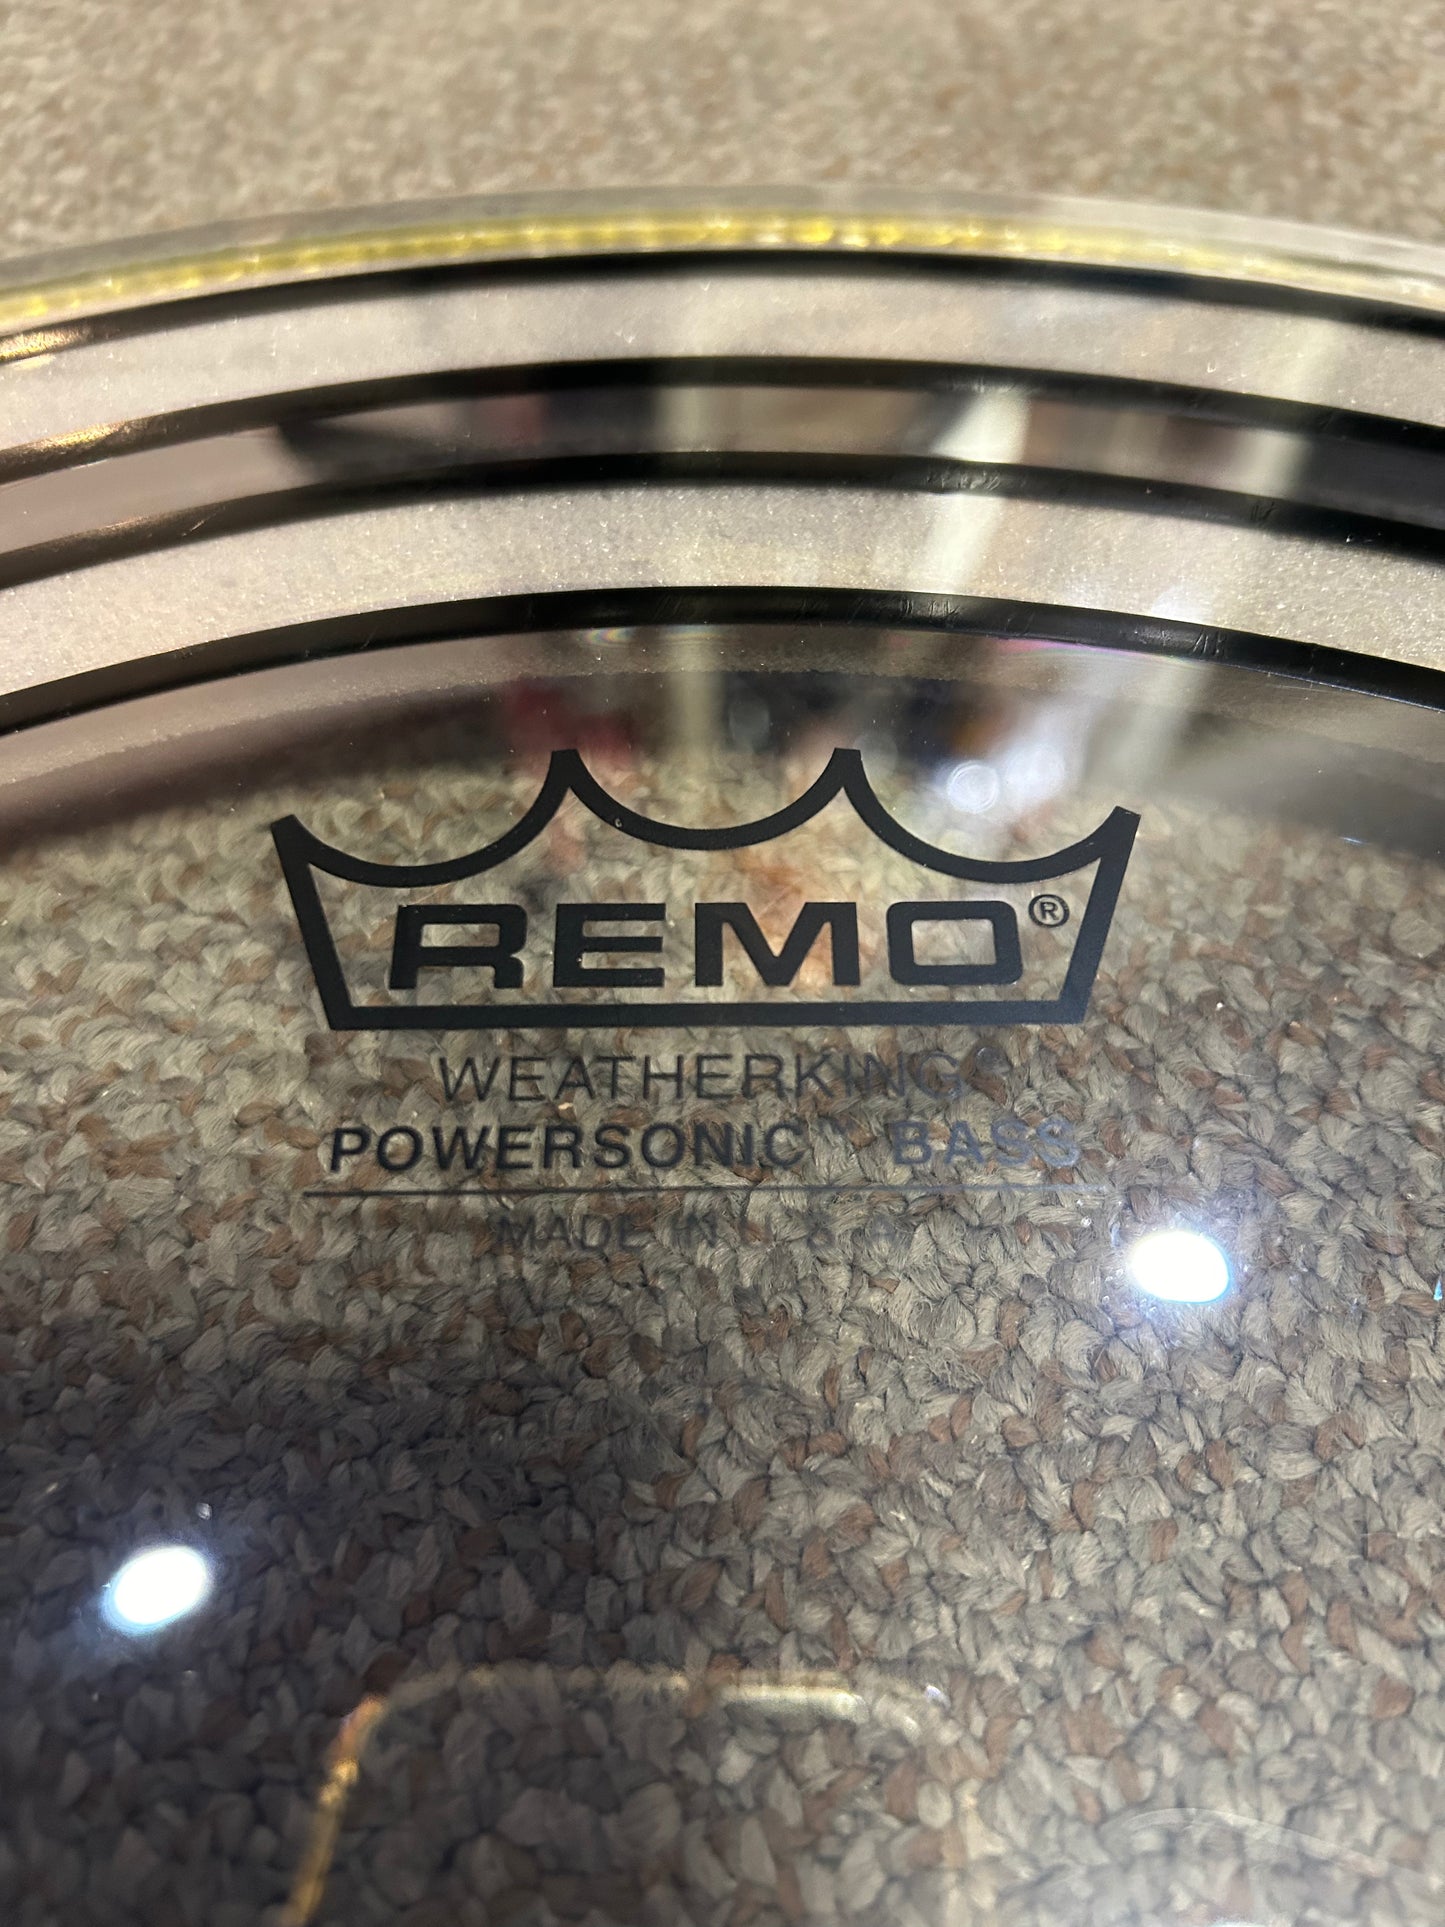 REMO®
WEATHERKING®
POWERSONIC™ BASS
MADE IN U.S.A.